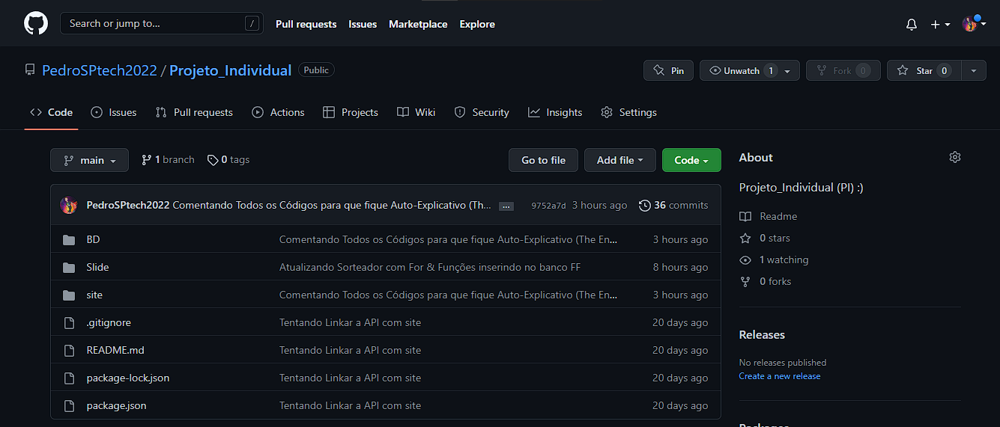 Search or jump to... / Pull requests Issues Marketplace Explore
PedroSPtech2022 / Projeto_Individual Public Pin Unwatch 1 Fork 0 Star 0
Code Issues Pull requests Actions Projects Wiki Security Insights Settings
main 1 branch 0 tags Go to file Add file Code
PedroSPtech2022 Comentando Todos os Códigos para que fique Auto-Explicativo (Th... ... 9752a7d 3 hours ago 36 commits
BD Comentando Todos os Códigos para que fique Auto-Explicativo (The En... 3 hours ago
Slide Atualizando Sorteador com For & Funções inserindo no banco FF 8 hours ago
site Comentando Todos os Códigos para que fique Auto-Explicativo (The En... 3 hours ago
.gitignore Tentando Linkar a API com site 20 days ago
README.md Tentando Linkar a API com site 20 days ago
package-lock.json Tentando Linkar a API com site 20 days ago
package.json Tentando Linkar a API com site 20 days ago
About
Projeto_Individual (PI) :)
Readme
0 stars
1 watching
0 forks
Releases
No releases published
Create a new release
Packages